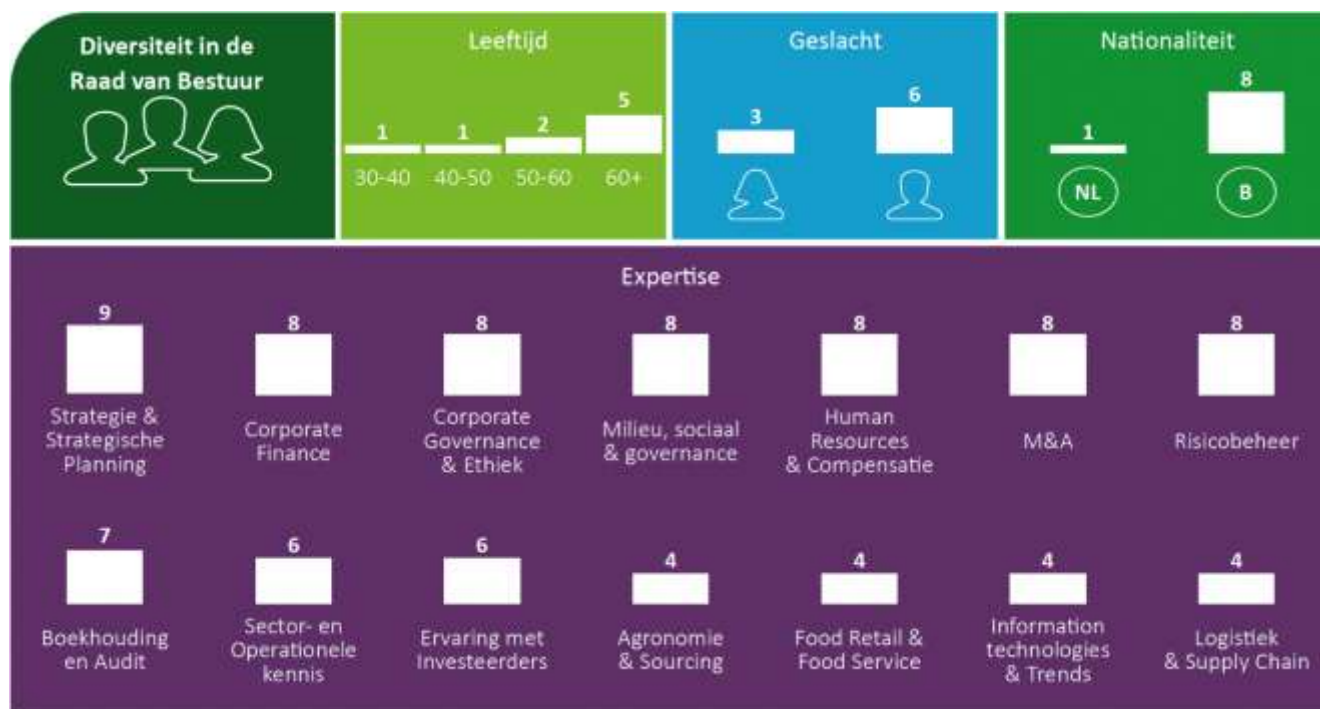 Diversiteit in de
Raad van Bestuur
Leeftijd
1 1 2 5
30-40 40-50 50-60 60+
Geslacht
3 6
Nationaliteit
1 8
NL B
Expertise
9 8 8 8 8 8 8
Strategie &
Strategische
Planning
Corporate
Finance
Corporate
Governance
& Ethiek
Milieu, sociaal
& governance
Human
Resources
& Compensatie
M&A
Risicobeheer
7 6 6 4 4 4 4
Boekhouding
en Audit
Sector- en
Operationele
kennis
Ervaring met
Investeerders
Agronomie
& Sourcing
Food Retail &
Food Service
Information
technologies
& Trends
Logistiek
& Supply Chain